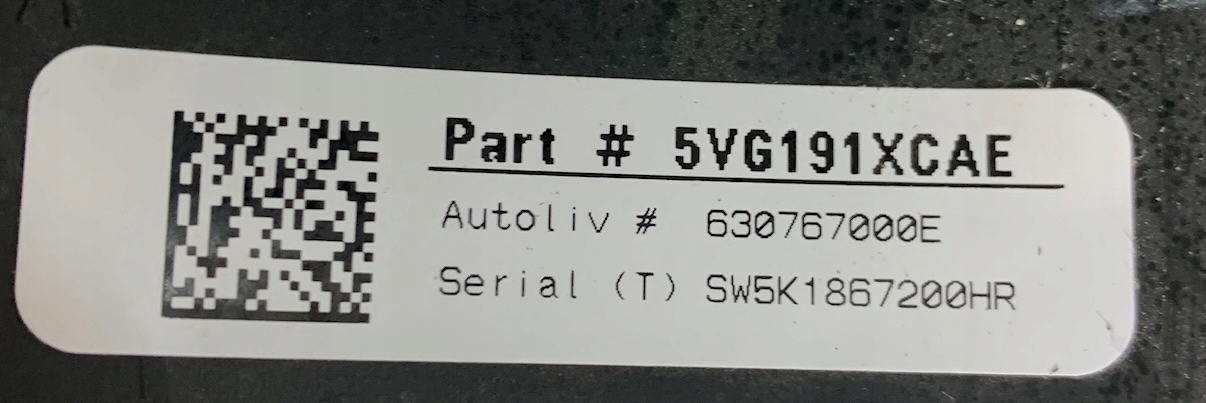 Part # 5VG191XCAE
Autoliv # 630767000E
Serial (T) SW5K1867200HR